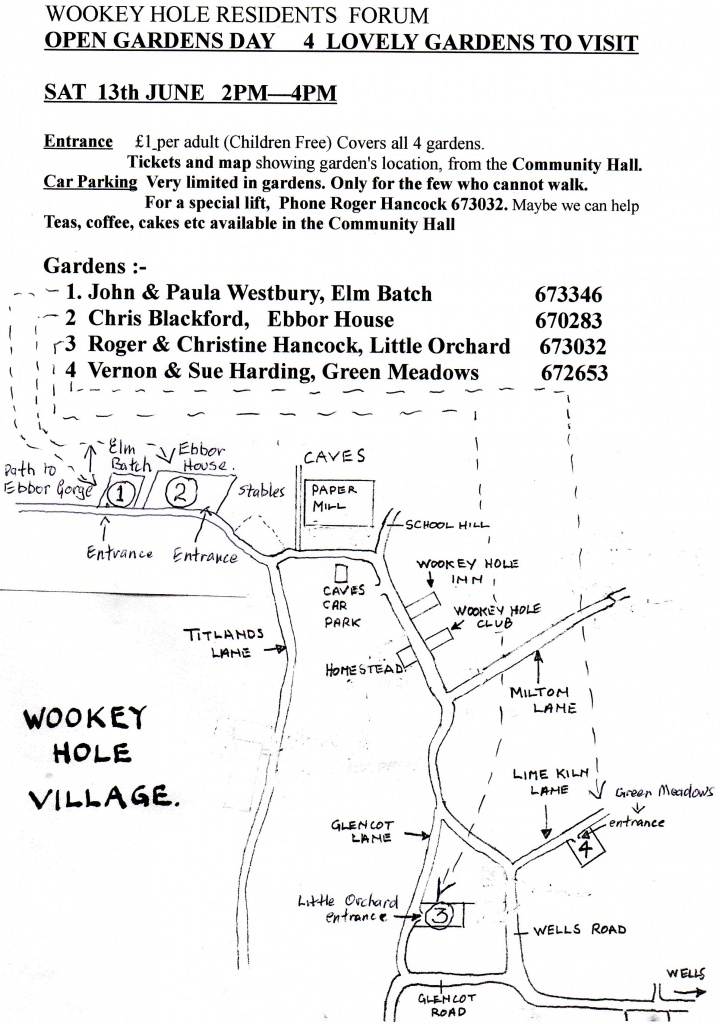 WOOKEY HOLE RESIDENTS FORUM
OPEN GARDENS DAY 4 LOVELY GARDENS TO VISIT
SAT 13th JUNE 2PM—4PM
Entrance £1 per adult (Children Free) Covers all 4 gardens.
Tickets and map showing garden's location, from the Community Hall.
Car Parking Very limited in gardens. Only for the few who cannot walk.
For a special lift, Phone Roger Hancock 673032. Maybe we can help
Teas, coffee, cakes etc available in the Community Hall
Gardens :-
1. John & Paula Westbury, Elm Batch 673346
2 Chris Blackford, Ebbor House 670283
3 Roger & Christine Hancock, Little Orchard 673032
4 Vernon & Sue Harding, Green Meadows 672653
Path to
Ebbor Gorge
Elm
Batch
1
Ebbor
House.
2
Stables
Entrance
Entrance
CAVES
PAPER
MILL
SCHOOL HILL
CAVES
CAR
PARK
WOOKEY HOLE
INN
WOOKEY HOLE
CLUB
HOMESTEAD
TITLANDS
LANE
MILTON
LANE
WOOKEY
HOLE
VILLAGE.
LIME KILN
LANE
Green Meadows
entrance
4
GLENCOT
LANE
Little Orchard
entrance
3
WELLS ROAD
WELLS
GLENCOT
ROAD